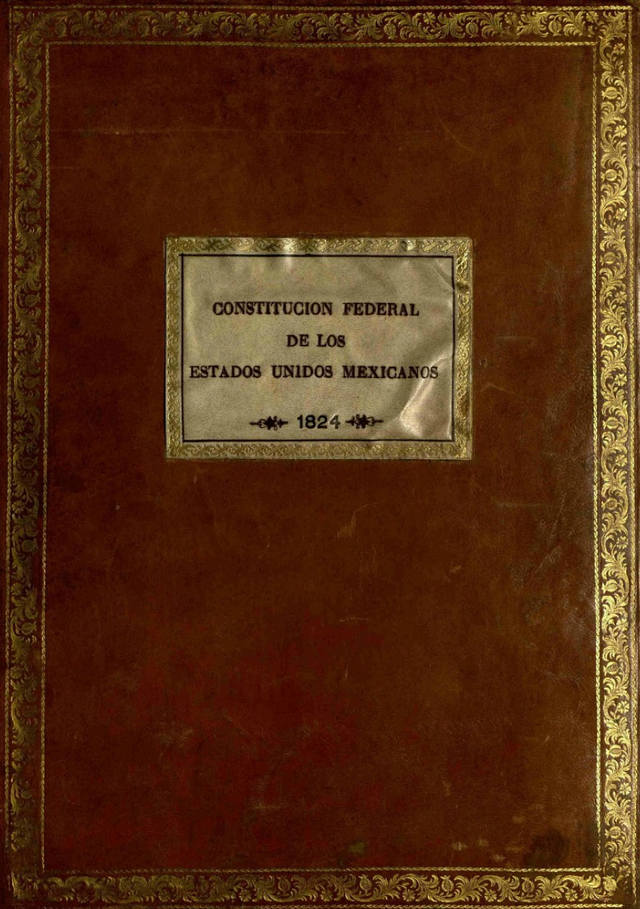 CONSTITUCION FEDERAL
DE LOS
ESTADOS UNIDOS MEXICANOS
1824